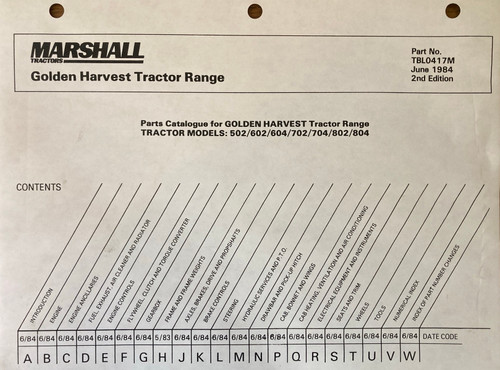 MARSHALL
TRACTORS
Golden Harvest Tractor Range
Part No.
TBL0417M
June 1984
2nd Edition
Parts Catalogue for GOLDEN HARVEST Tractor Range
TRACTOR MODELS: 502/602/604/702/704/802/804
CONTENTS
INTRODUCTION
ENGINE
ENGINE ANCILLARIES
FUEL, EXHAUST, AIR CLEANER AND RADIATOR
ENGINE CONTROLS
FLYWHEEL, CLUTCH AND TORQUE CONVERTER
GEARBOX
FRAME AND FRAME WEIGHTS
AXLES, BRAKES, DRIVE AND PROPSHAFTS
BRAKE CONTROLS
STEERING
HYDRAULIC SERVICES AND P.T.O.
DRAWBAR AND PICK-UP HITCH
CAB, BONNET AND WINGS
CAB HEATING, VENTILATION AND AIR CONDITIONING
ELECTRICAL EQUIPMENT AND INSTRUMENTS
SEATS AND TRIM
WHEELS
TOOLS
NUMERICAL INDEX
INDEX OF PART NUMBER CHANGES
6/84 6/84 6/84 6/84 6/84 6/84 6/84 5/83 6/84 6/84 6/84 6/84 6/84 6/84 6/84 6/84 6/84 6/84 6/84 6/84 6/84 DATE CODE
A B C D E F G H J K L M N P Q R S T U V W